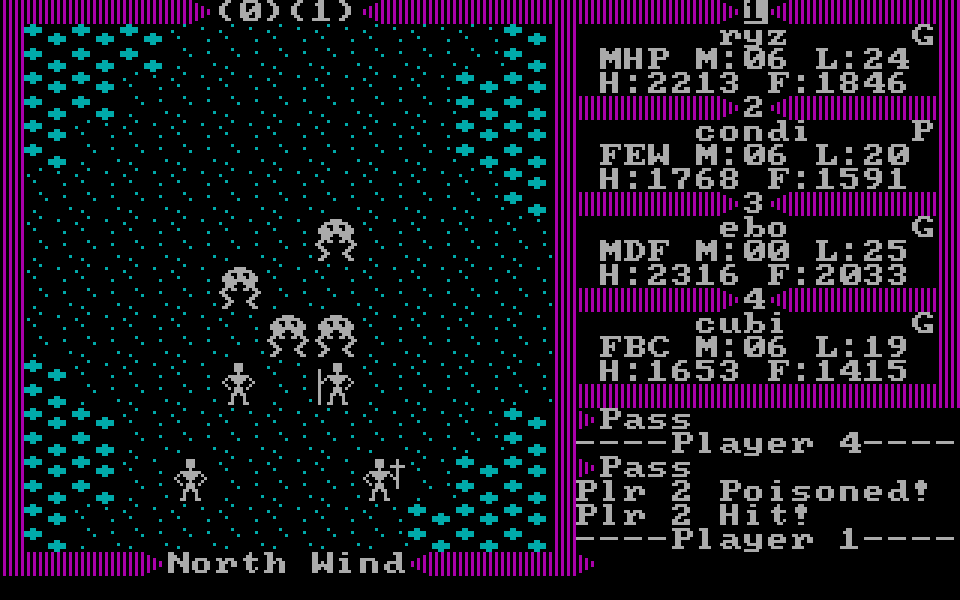 (0)(1)
1
ryz G
MHP M:06 L:24
H:2213 F:1846
2
condi P
FEW M:06 L:20
H:1768 F:1591
3
ebo G
MDF M:00 L:25
H:2316 F:2033
4
cubi G
FBC M:06 L:19
H:1653 F:1415
Pass
----Player 4----
Pass
Plr 2 Poisoned!
Plr 2 Hit!
----Player 1----
North Wind